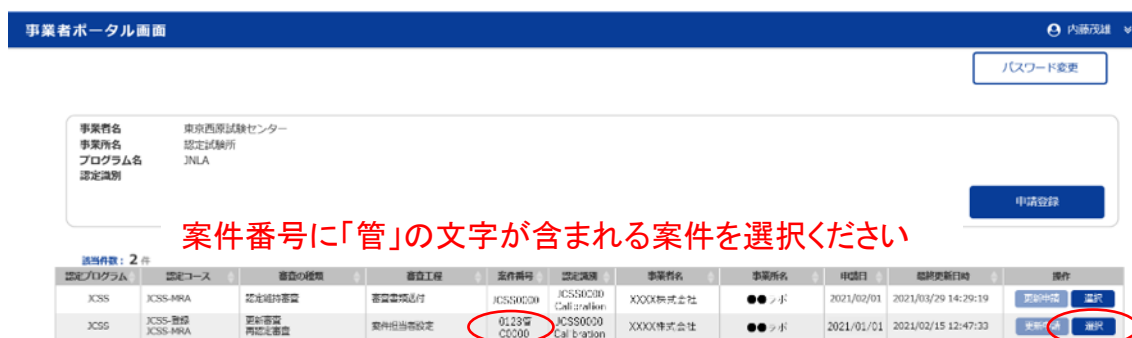 事業者ポータル画面
内藤茂雄
パスワード変更
事業者名 東京西原試験センター
事業所名 認定試験所
プログラム名 JNLA
認定識別
申請登録
案件番号に「管」の文字が含まれる案件を選択ください
該当件数: 2 件
認定プログラム 認定コース 審査の種類 審査工程 案件番号 認定識別 事業者名 事業所名 申請日 最終更新日時 操作
JCSS JCSS-MRA 認定維持審査 審査書類送付 JCSS0000 JCSS0000 Calibration XXXX株式会社 ●●ラボ 2021/02/01 2021/03/29 14:29:19 更新申請 選択
JCSS JCSS-登録 更新審査 案件担当者設定 0123管 JCSS0000 XXXX株式会社 ●●ラボ 2021/01/01 2021/02/15 12:47:33 選択
JCSS-MRA 再認定審査 C0000 Calibration